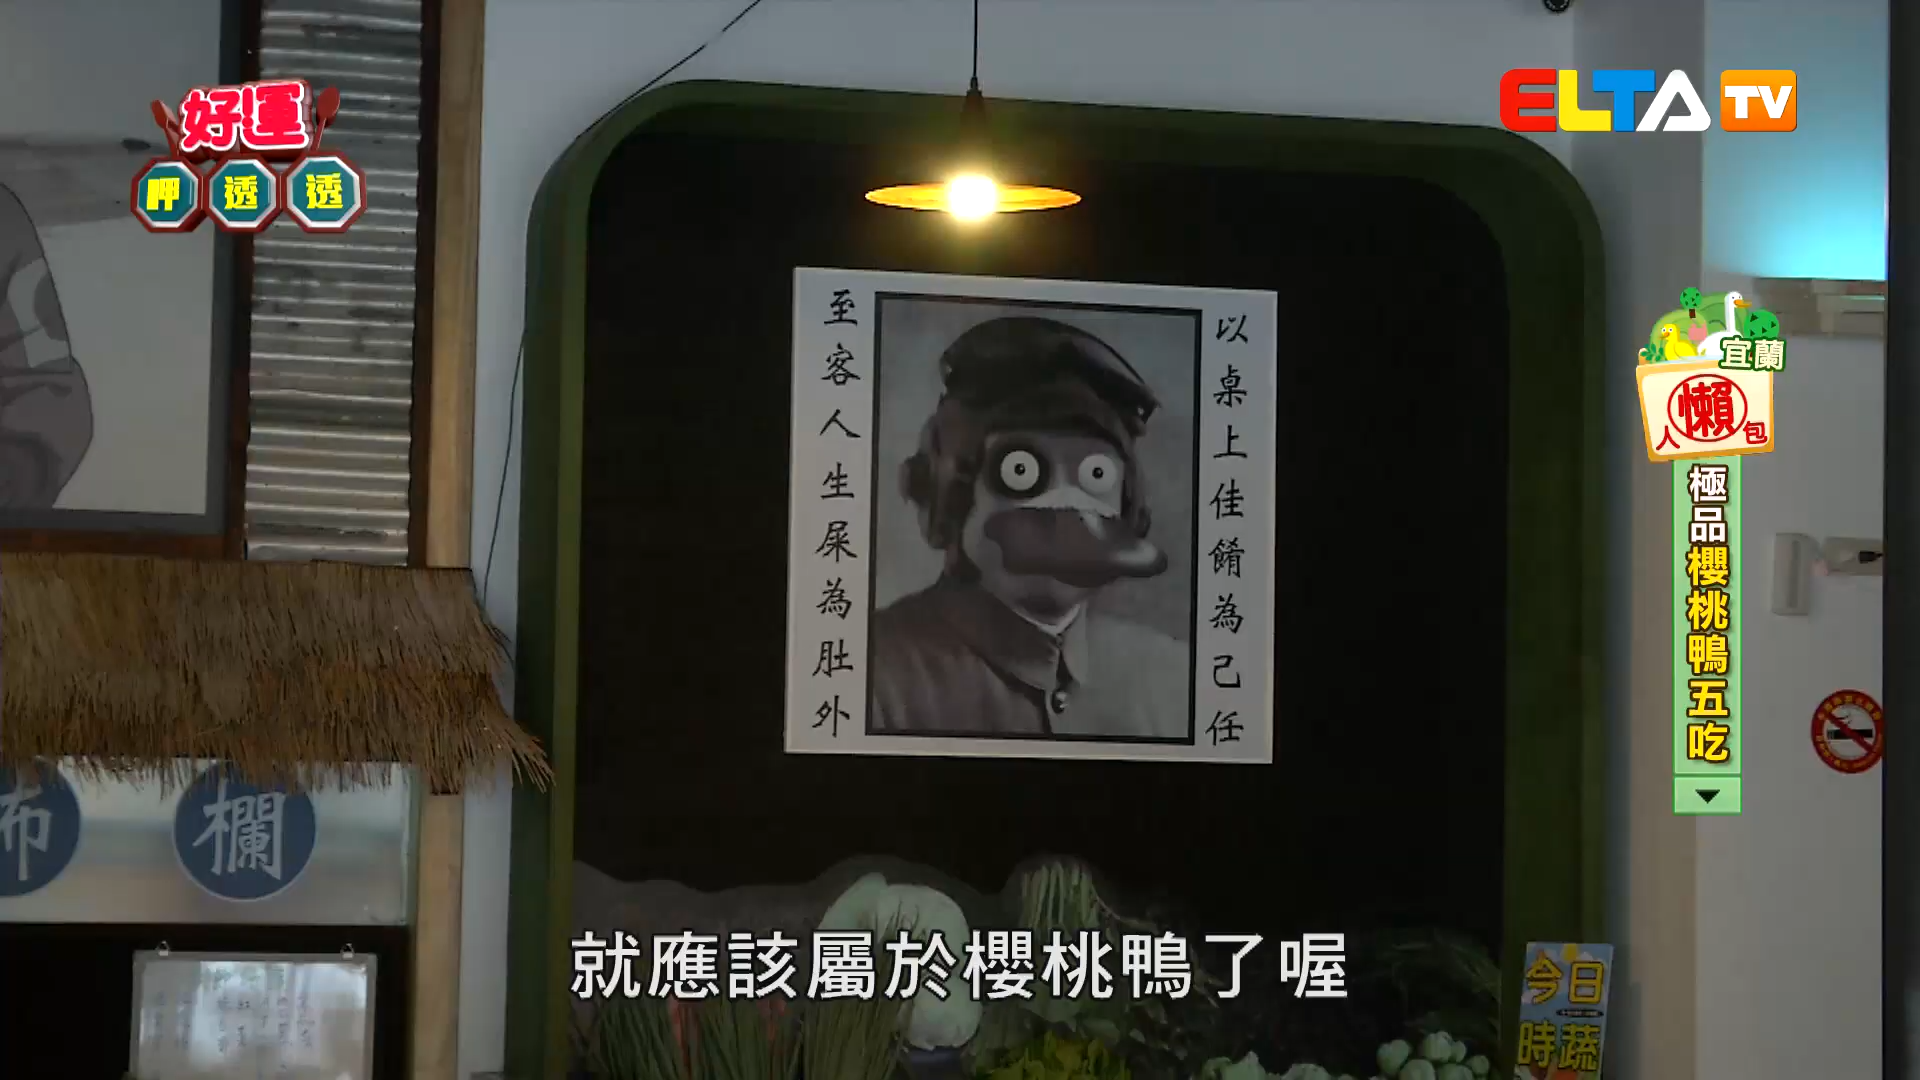 好運
呷透透
ELTA TV
宜蘭
懶
人 包
極品櫻桃鴨五吃
以桌上佳餚為己任
至客人生屎為肚外
布 欄
今日
時蔬
就應該屬於櫻桃鴨了喔